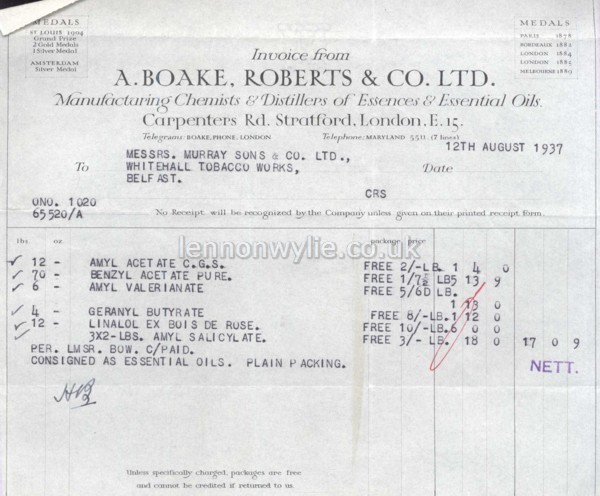 MEDALS
ST LOUIS 1904
Grand Prize
2 Gold Medals
1 Silver Medal
AMSTERDAM
Silver Medal
MEDALS
PARIS 1878
BORDEAUX 1882
LONDON 1884
LONDON 1885
MELBOURNE 1889
Invoice from
A. BOAKE, ROBERTS & CO. LTD.
Manufacturing Chemists & Distillers of Essences & Essential Oils.
Carpenters Rd. Stratford, London, E.15.
Telegrams: BOAKE, PHONE, LONDON Telephone: MARYLAND 5511. (7 lines)
12TH AUGUST 1937
To MESSRS. MURRAY SONS & CO. LTD., Date
WHITEHALL TOBACCO WORKS,
BELFAST.
CRS
ONO. 1020
65520/A No Receipt will be recognized by the Company unless given on their printed receipt form.
lennonwylie.co.uk
lbs. oz. package price
12 - AMYL ACETATE C.G.S. FREE 2/-LB. 1 4 0
70 - BENZYL ACETATE PURE. FREE 1/7½ LB5 13 9
6 - AMYL VALERIANATE FREE 5/6D LB.
1 13 0
4 - GERANYL BUTYRATE FREE 8/-LB.1 12 0
12 - LINALOL EX BOIS DE ROSE. FREE 10/-LB.6 0 0
3X2-LBS. AMYL SALICYLATE. FREE 3/-LB. 18 0 17 0 9
PER. LMSR. BOW. C/PAID.
CONSIGNED AS ESSENTIAL OILS. PLAIN PACKING. NETT.
Unless specifically charged, packages are free
and cannot be credited if returned to us.